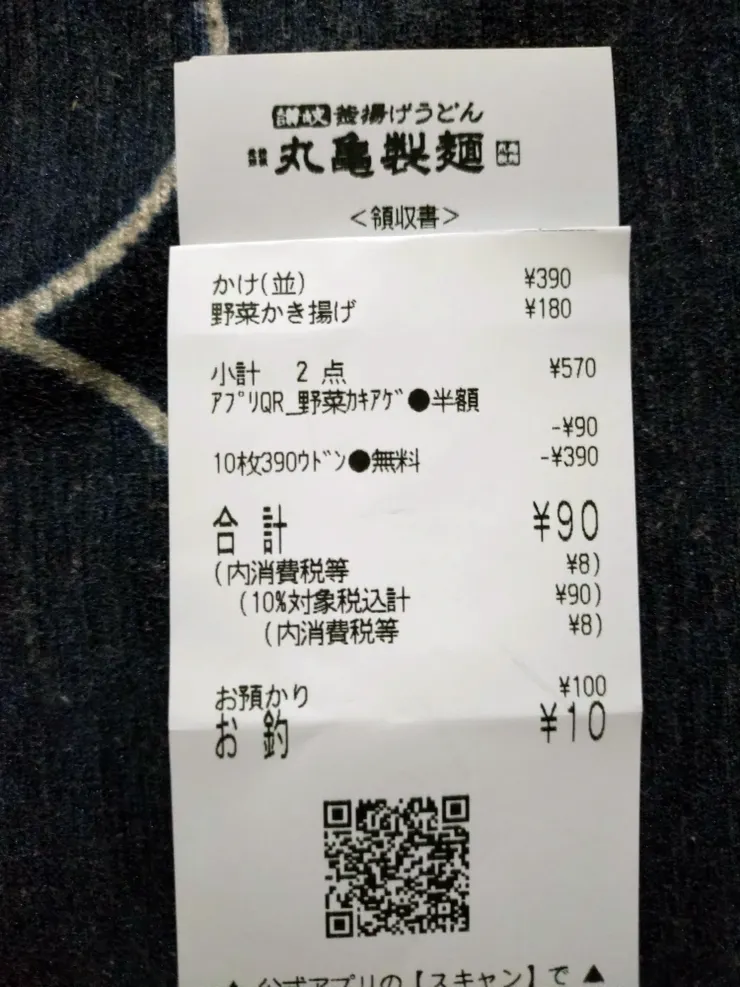 讃岐釜揚げうどん
丸亀製麺
<領収書>
かけ(並) ¥390
野菜かき揚げ ¥180
小計 2 点 ¥570
アプリQR_野菜カキアゲ●半額
-¥90
10枚390ウドン●無料 -¥390
合 計 ¥90
(内消費税等 ¥8)
(10%対象税込計 ¥90)
(内消費税等 ¥8)
お預かり ¥100
お 釣 ¥10
▲ 公式アプリの【スキャン】で ▲